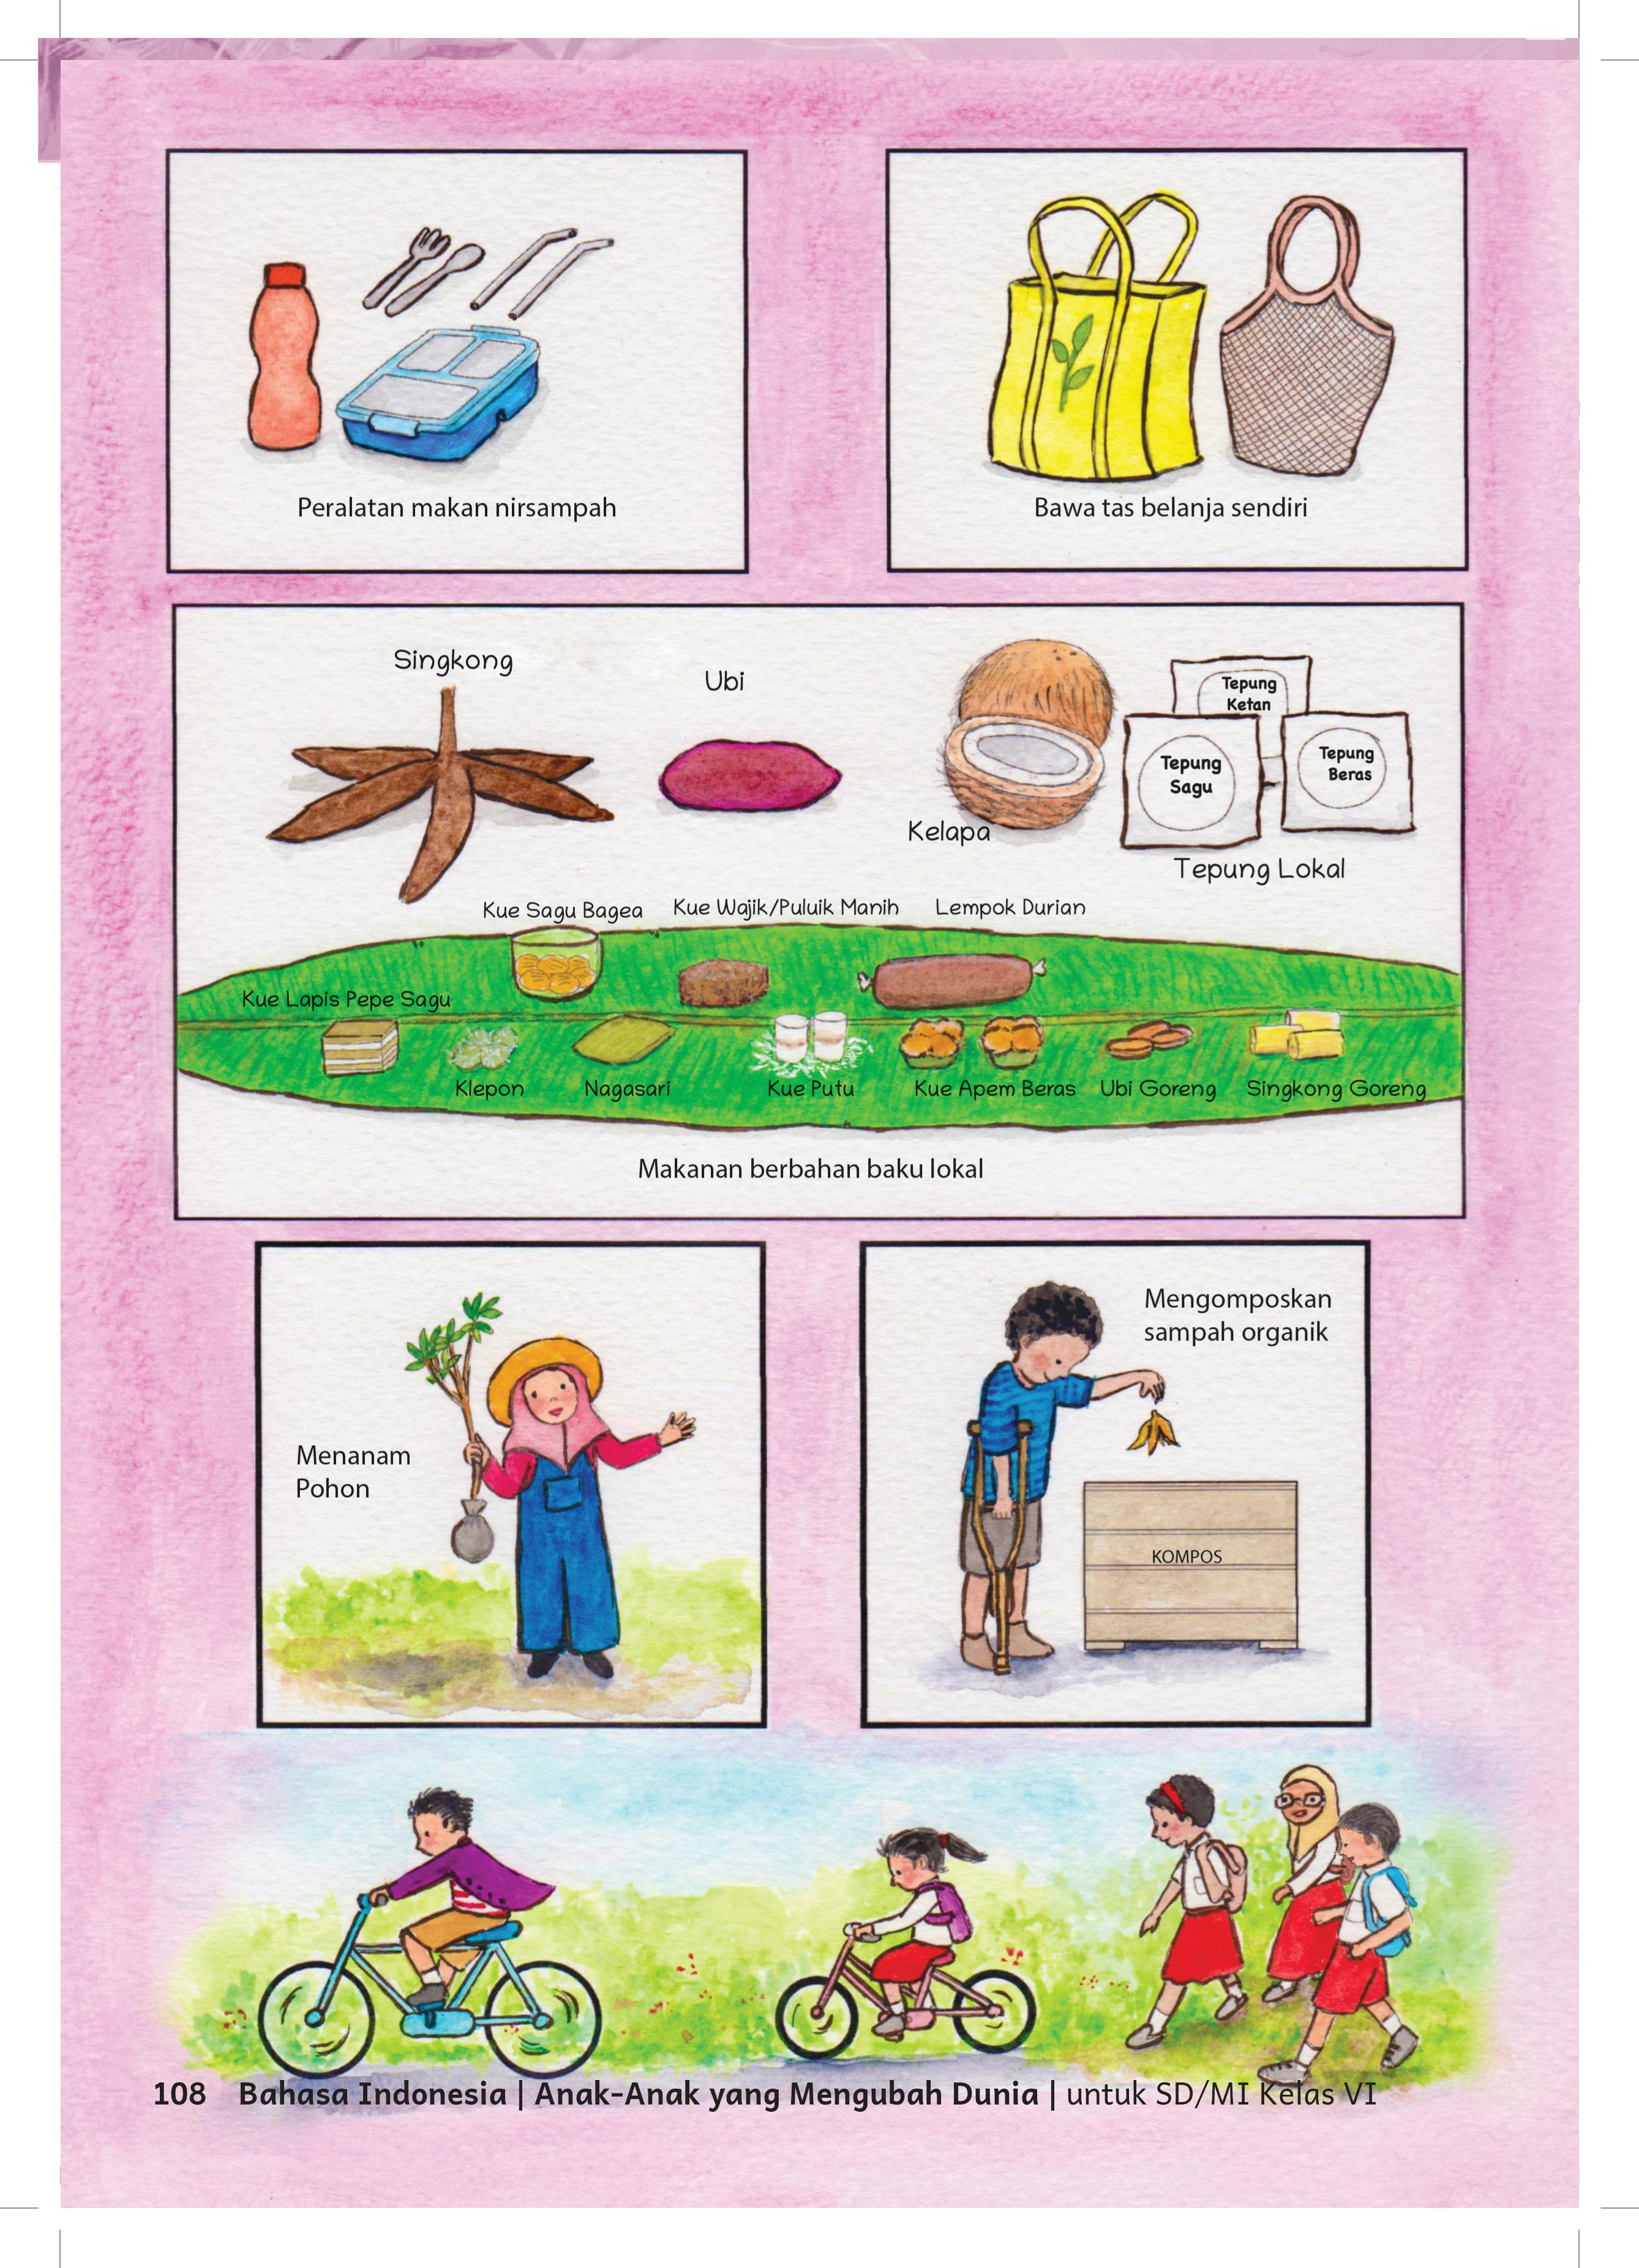 Peralatan makan nirsampah
Bawa tas belanja sendiri
Singkong
Ubi
Kelapa
Tepung
Ketan
Tepung
Sagu
Tepung
Beras
Tepung Lokal
Kue Sagu Bagea
Kue Wajik/Puluik Manih
Lempok Durian
Kue Lapis Pepe Sagu
Klepon
Nagasari
Kue Putu
Kue Apem Beras
Ubi Goreng
Singkong Goreng
Makanan berbahan baku lokal
Menanam
Pohon
Mengomposkan
sampah organik
KOMPOS
108 Bahasa Indonesia | Anak-Anak yang Mengubah Dunia | untuk SD/MI Kelas VI